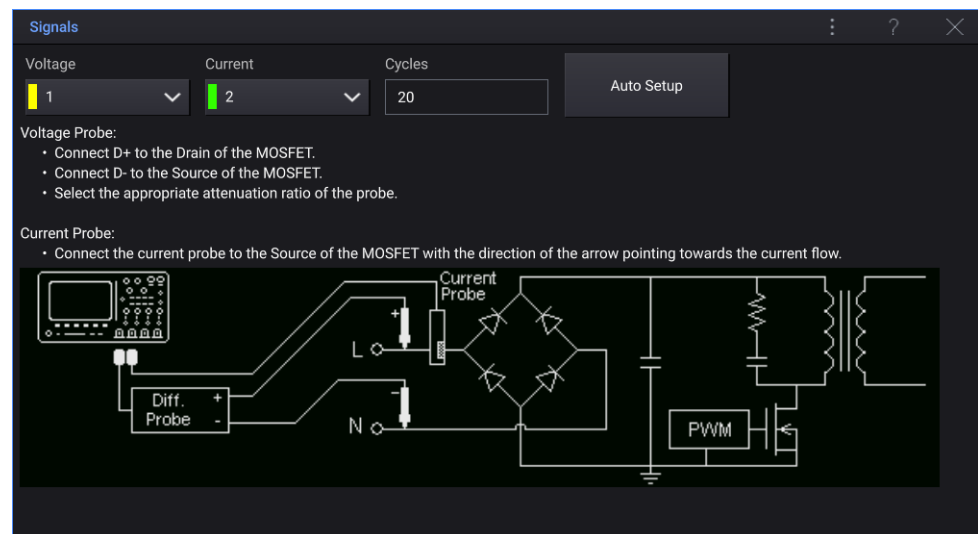 Signals
?
Voltage Current Cycles
1 2 20 Auto Setup
Voltage Probe:
• Connect D+ to the Drain of the MOSFET.
• Connect D- to the Source of the MOSFET.
• Select the appropriate attenuation ratio of the probe.
Current Probe:
• Connect the current probe to the Source of the MOSFET with the direction of the arrow pointing towards the current flow.
Current
Probe
+
L
Diff. +
Probe -
-
N
PWM